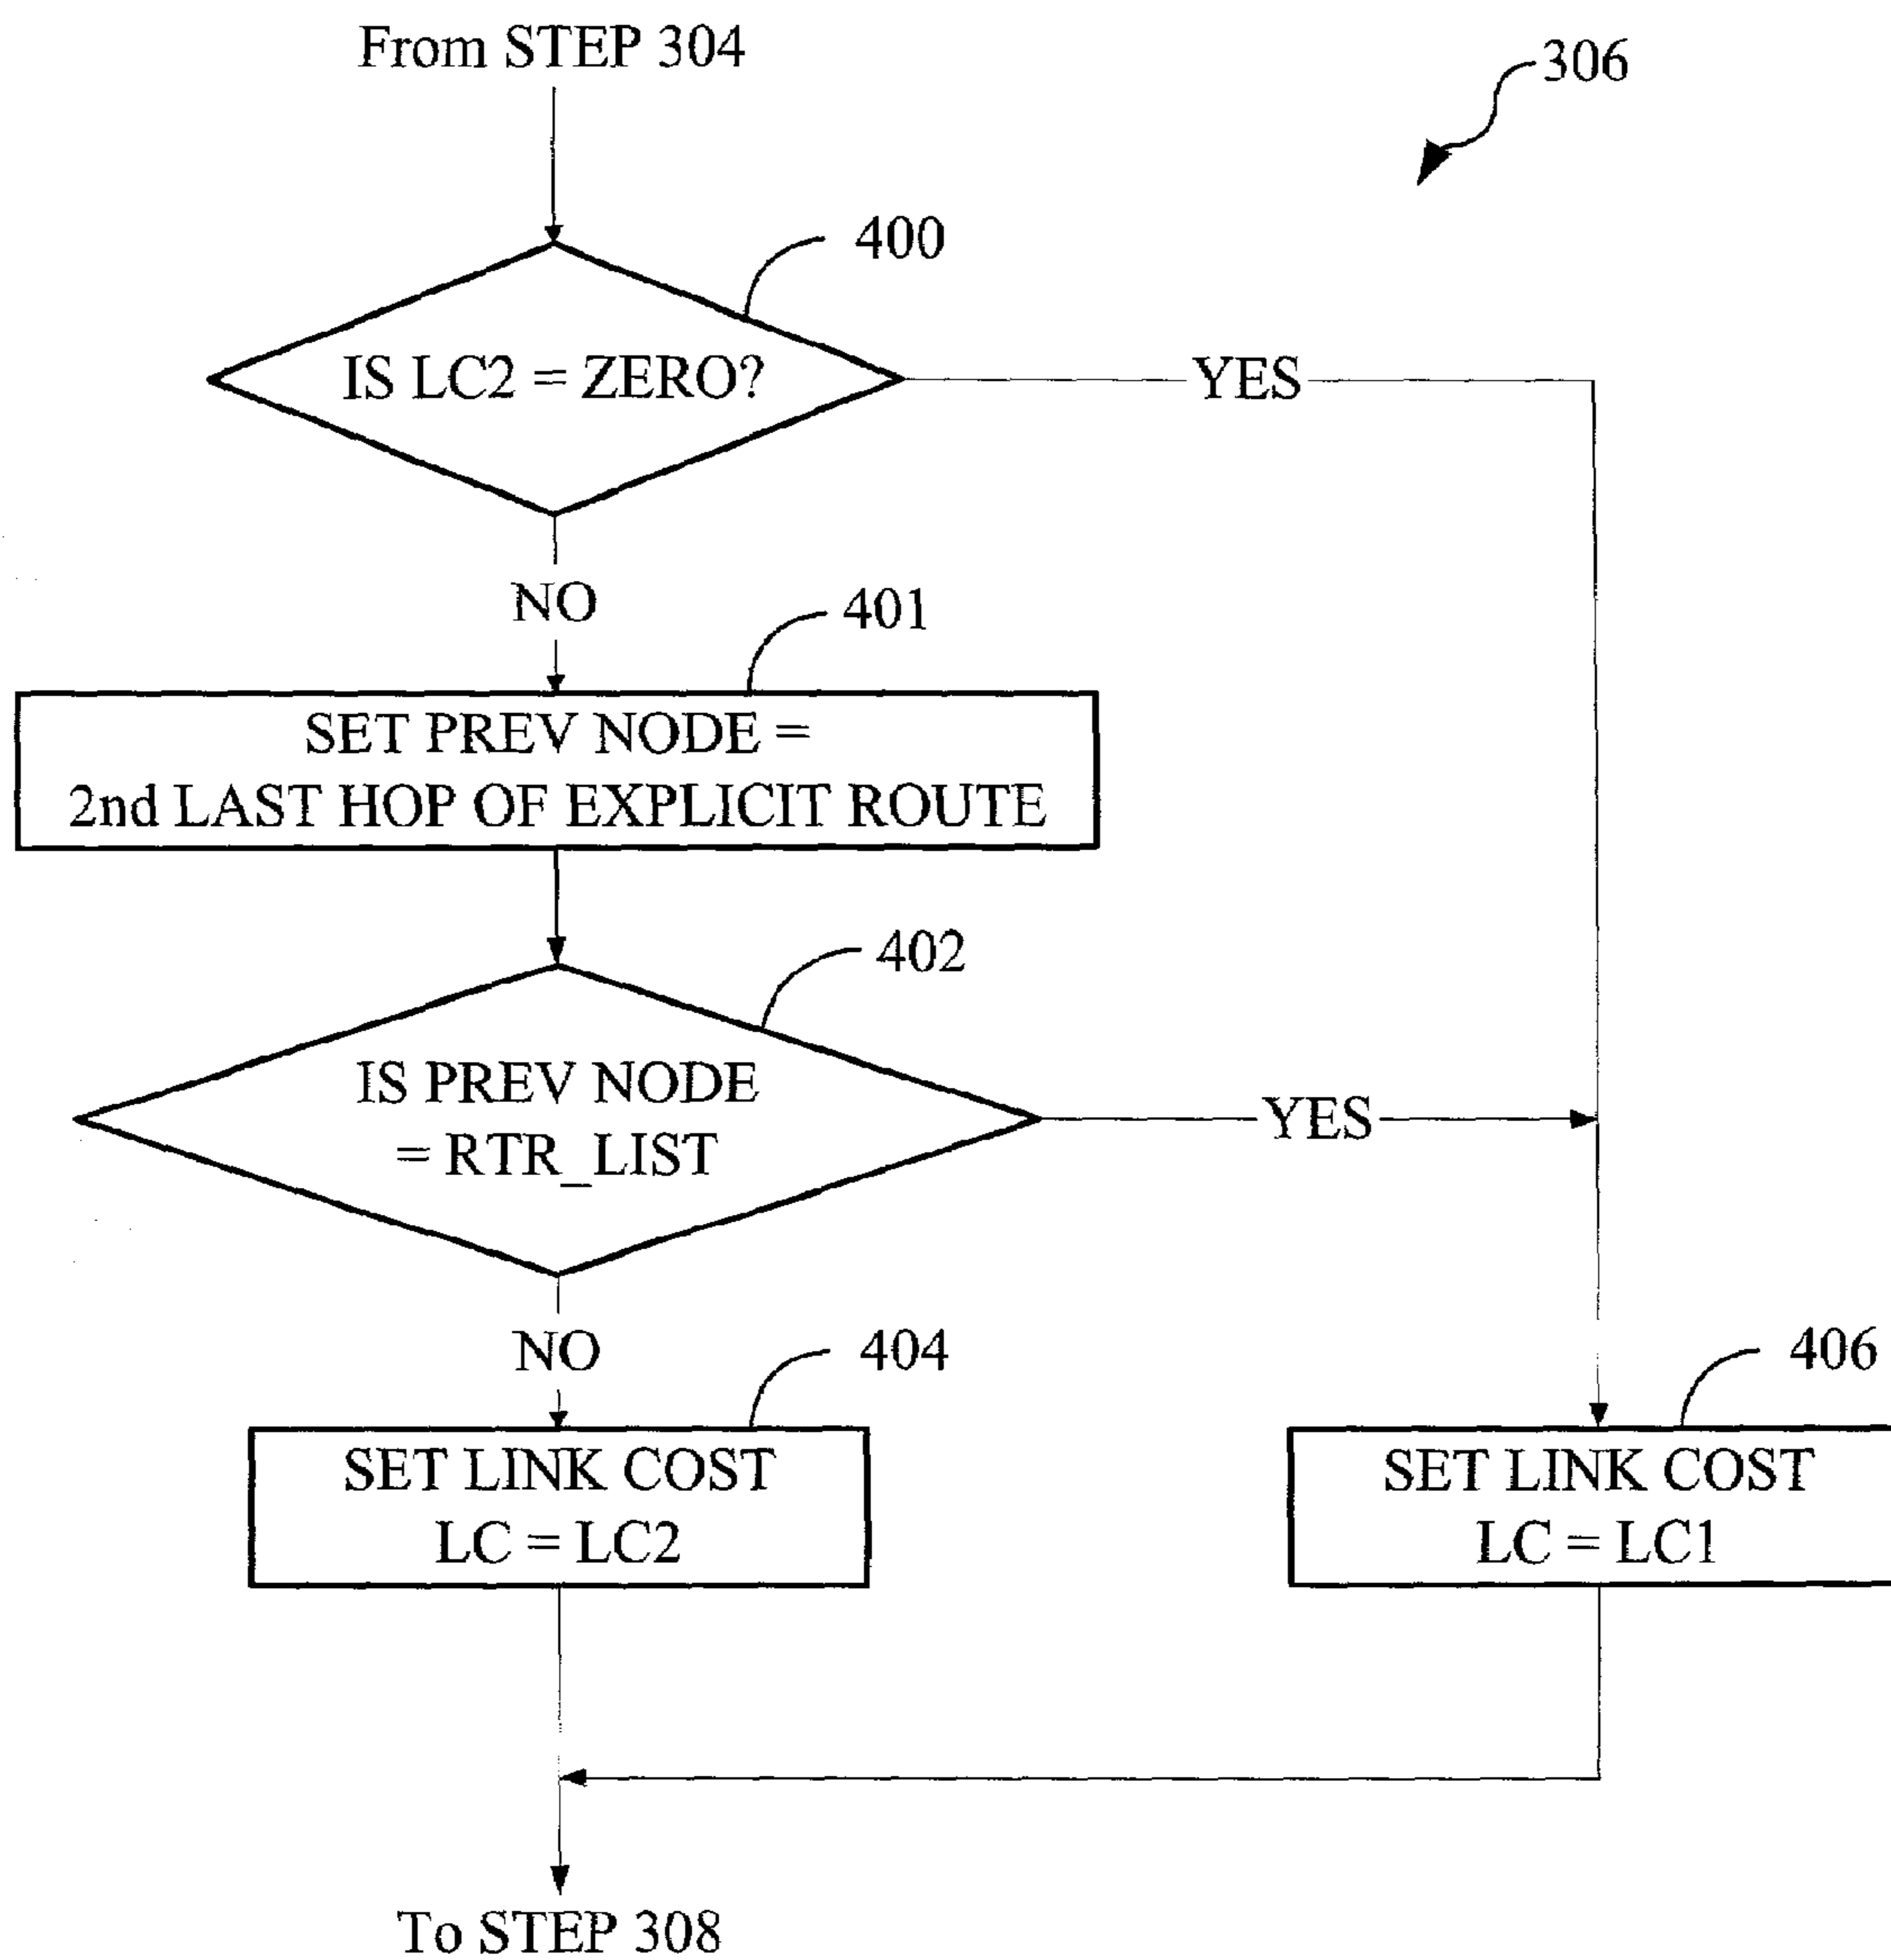 From STEP 304
306
400
IS LC2 = ZERO?
YES
NO
401
SET PREV NODE =
2nd LAST HOP OF EXPLICIT ROUTE
402
IS PREV NODE
= RTR_LIST
YES
NO
404
406
SET LINK COST
LC = LC2
SET LINK COST
LC = LC1
To STEP 308